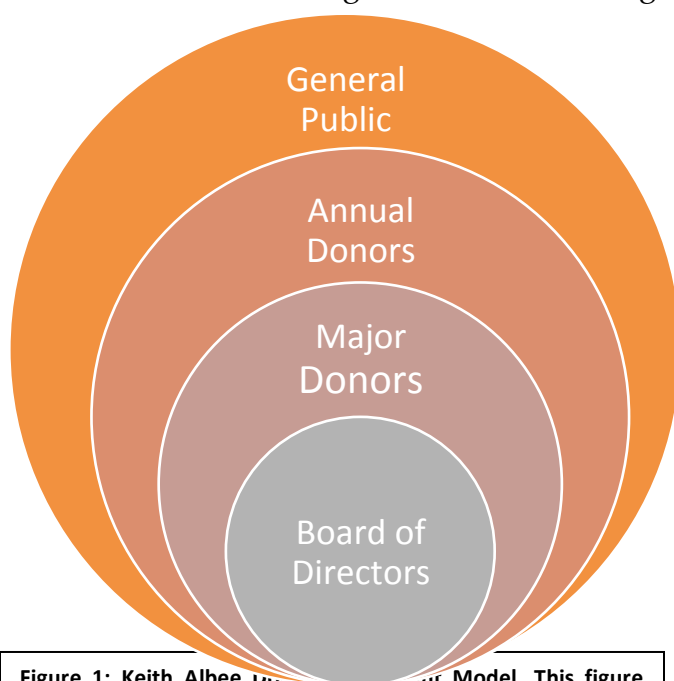 General
Public
Annual
Donors
Major
Donors
Board of
Directors
Figure 1: Keith Albee Model. This figure